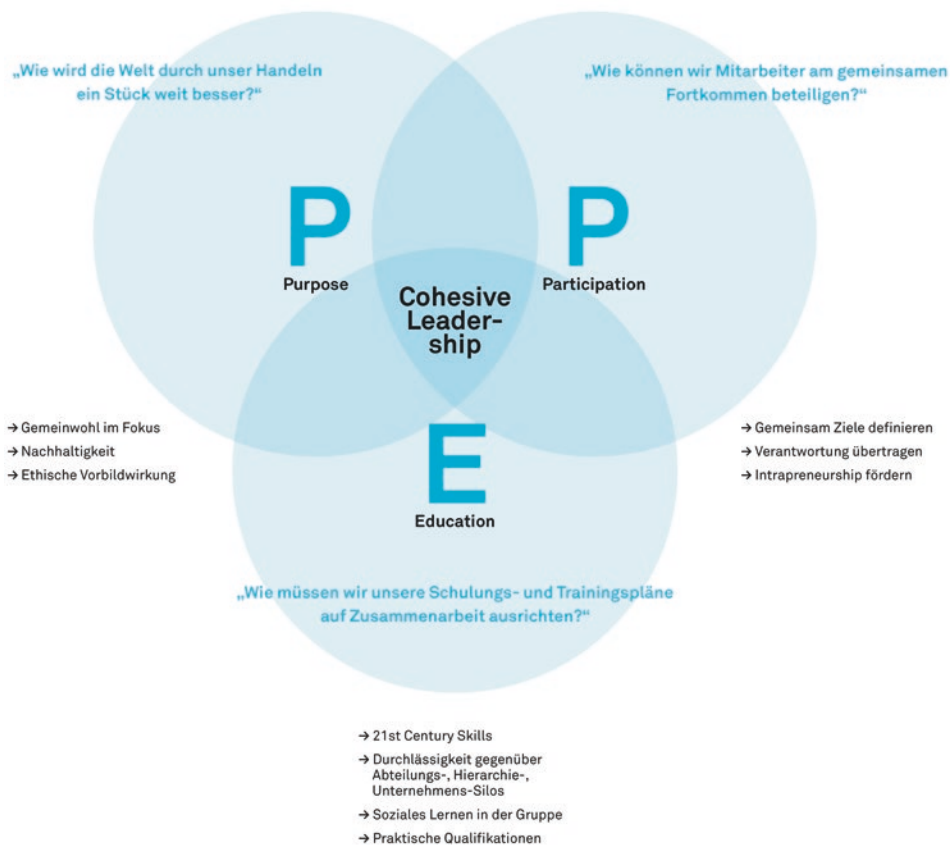 „Wie wird die Welt durch unser Handeln
ein Stück weit besser?“
„Wie können wir Mitarbeiter am gemeinsamen
Fortkommen beteiligen?“
P
Purpose
P
Participation
Cohesive
Leader-
ship
→ Gemeinwohl im Fokus
→ Nachhaltigkeit
→ Ethische Vorbildwirkung
→ Gemeinsam Ziele definieren
→ Verantwortung übertragen
→ Intrapreneurship fördern
E
Education
„Wie müssen wir unsere Schulungs- und Trainingspläne
auf Zusammenarbeit ausrichten?“
→ 21st Century Skills
→ Durchlässigkeit gegenüber
Abteilungs-, Hierarchie-,
Unternehmens-Silos
→ Soziales Lernen in der Gruppe
→ Praktische Qualifikationen